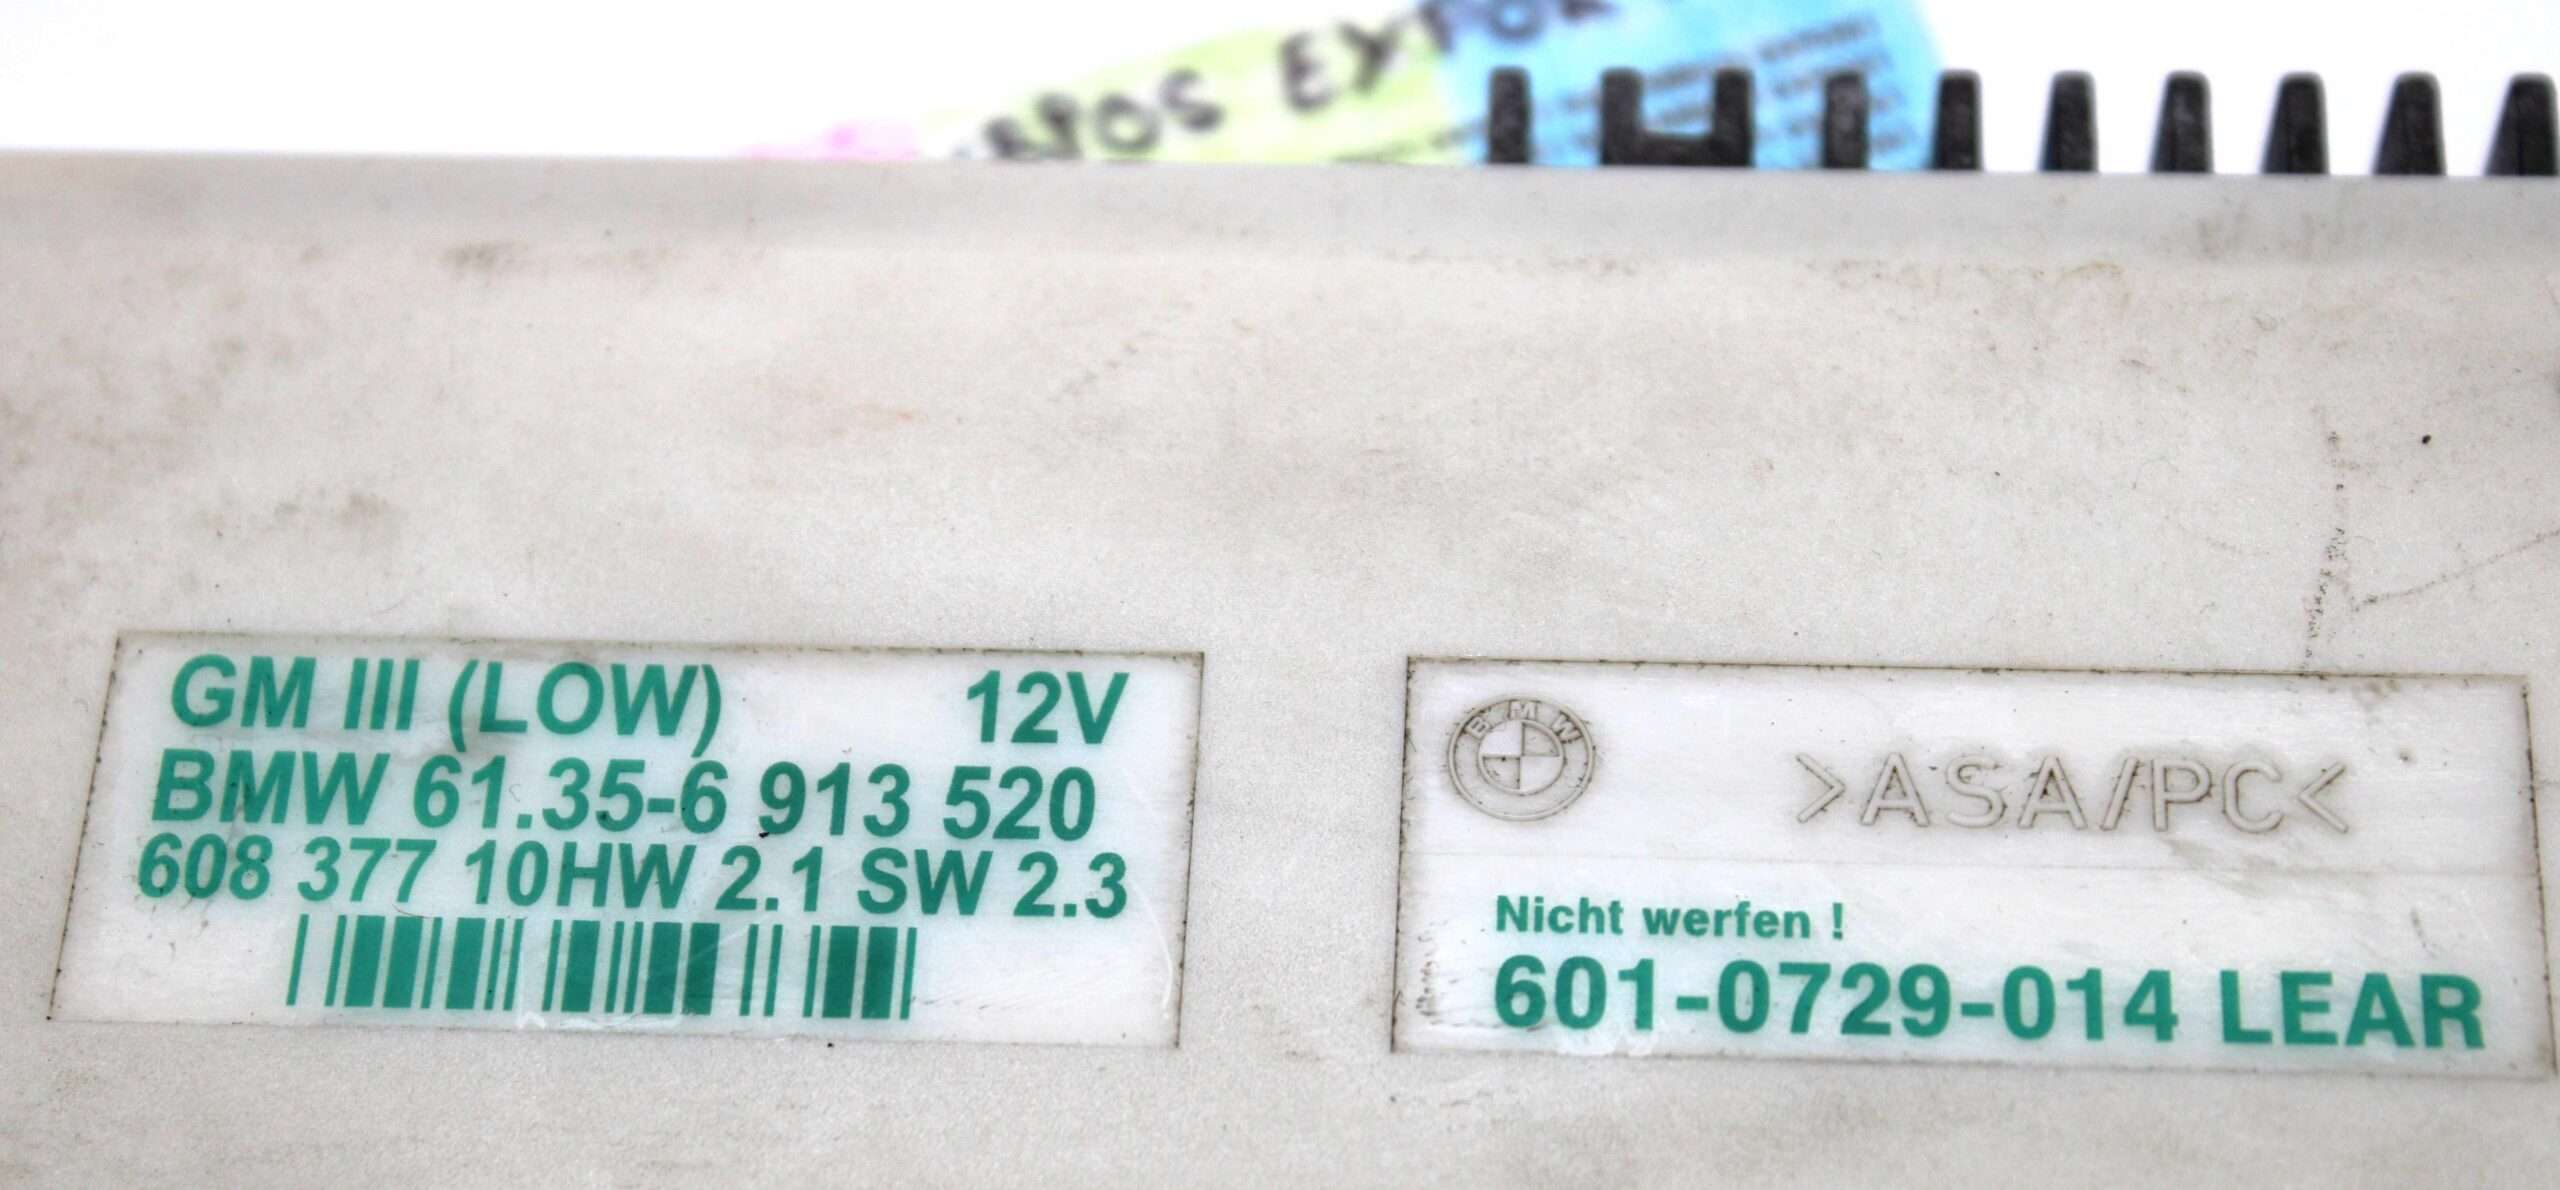 GM III (LOW) 12V
BMW 61.35-6 913 520
608 377 10HW 2.1 SW 2.3
BMW
>ASA/PC<
Nicht werfen !
601-0729-014 LEAR